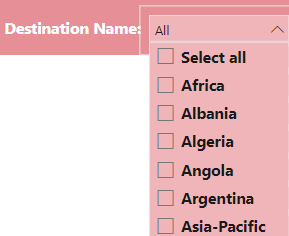 Destination Name: All
Select all
Africa
Albania
Algeria
Angola
Argentina
Asia-Pacific